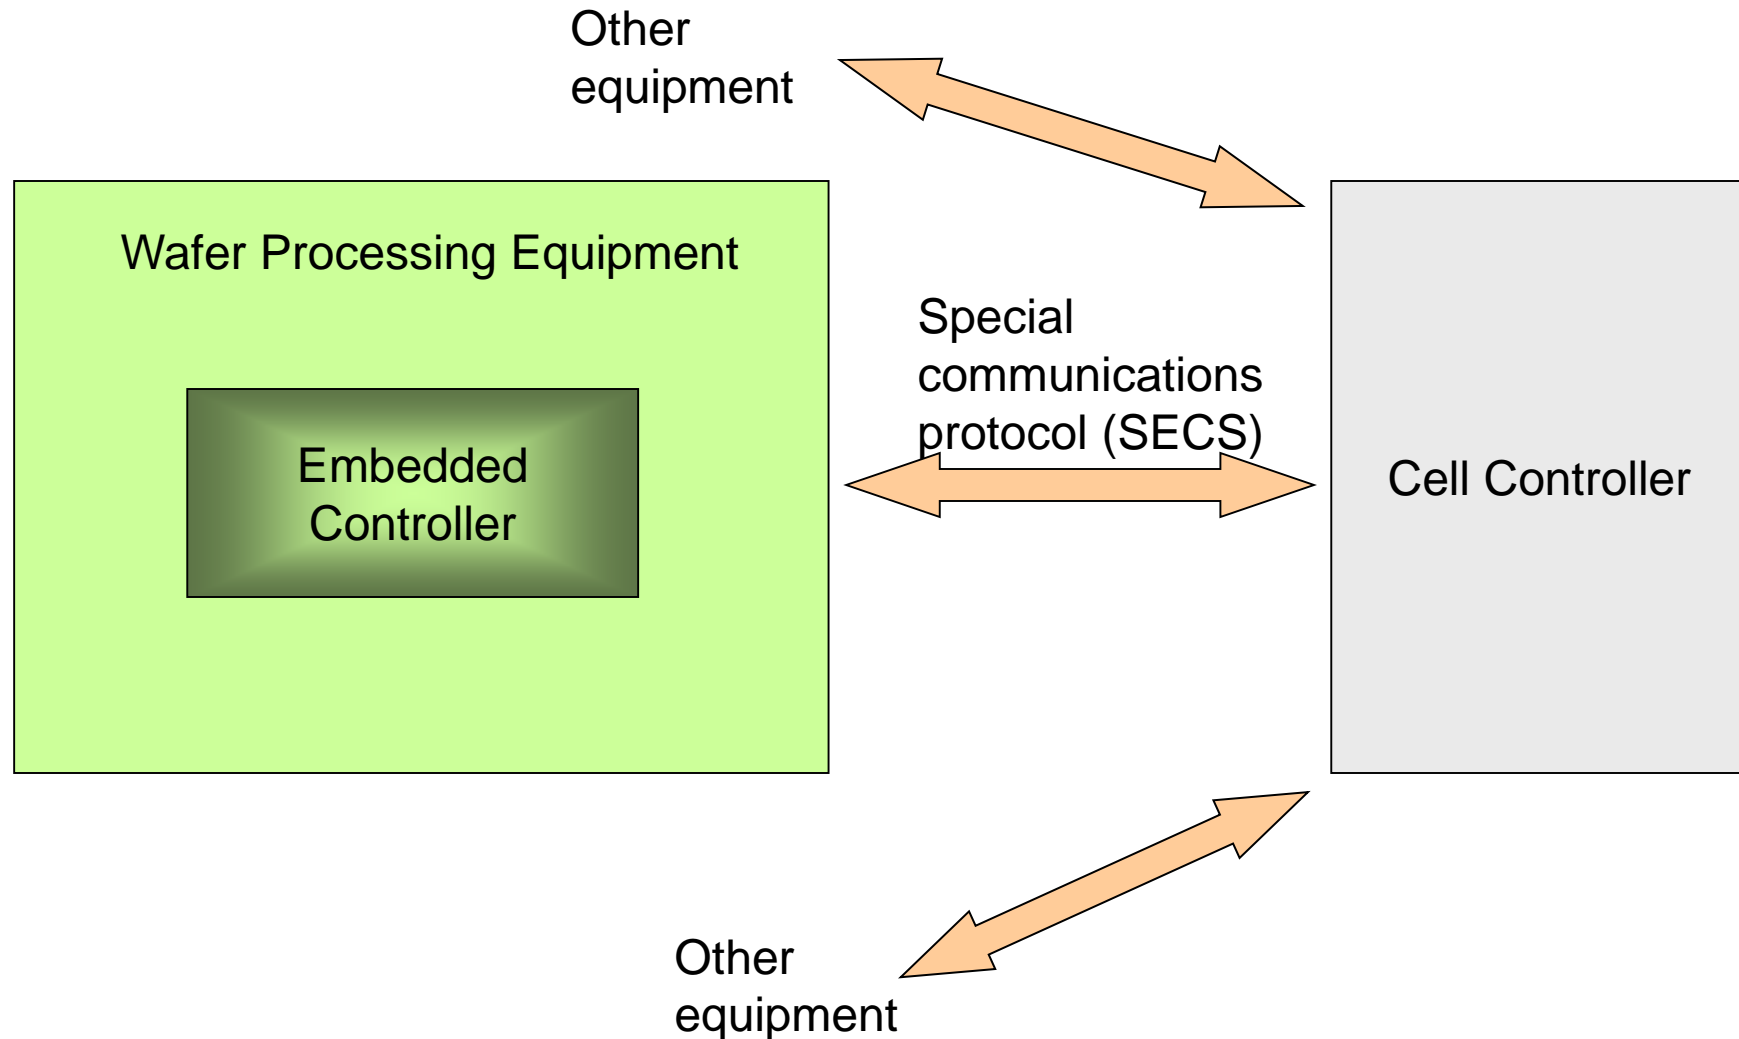 Other
equipment
Wafer Processing Equipment
Special
communications
protocol (SECS)
Embedded
Controller
Cell Controller
Other
equipment